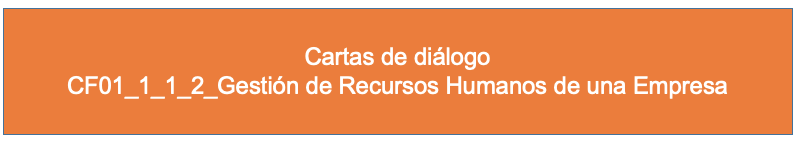 Cartas de diálogo
CF01_1_1_2_Gestión de Recursos Humanos de una Empresa